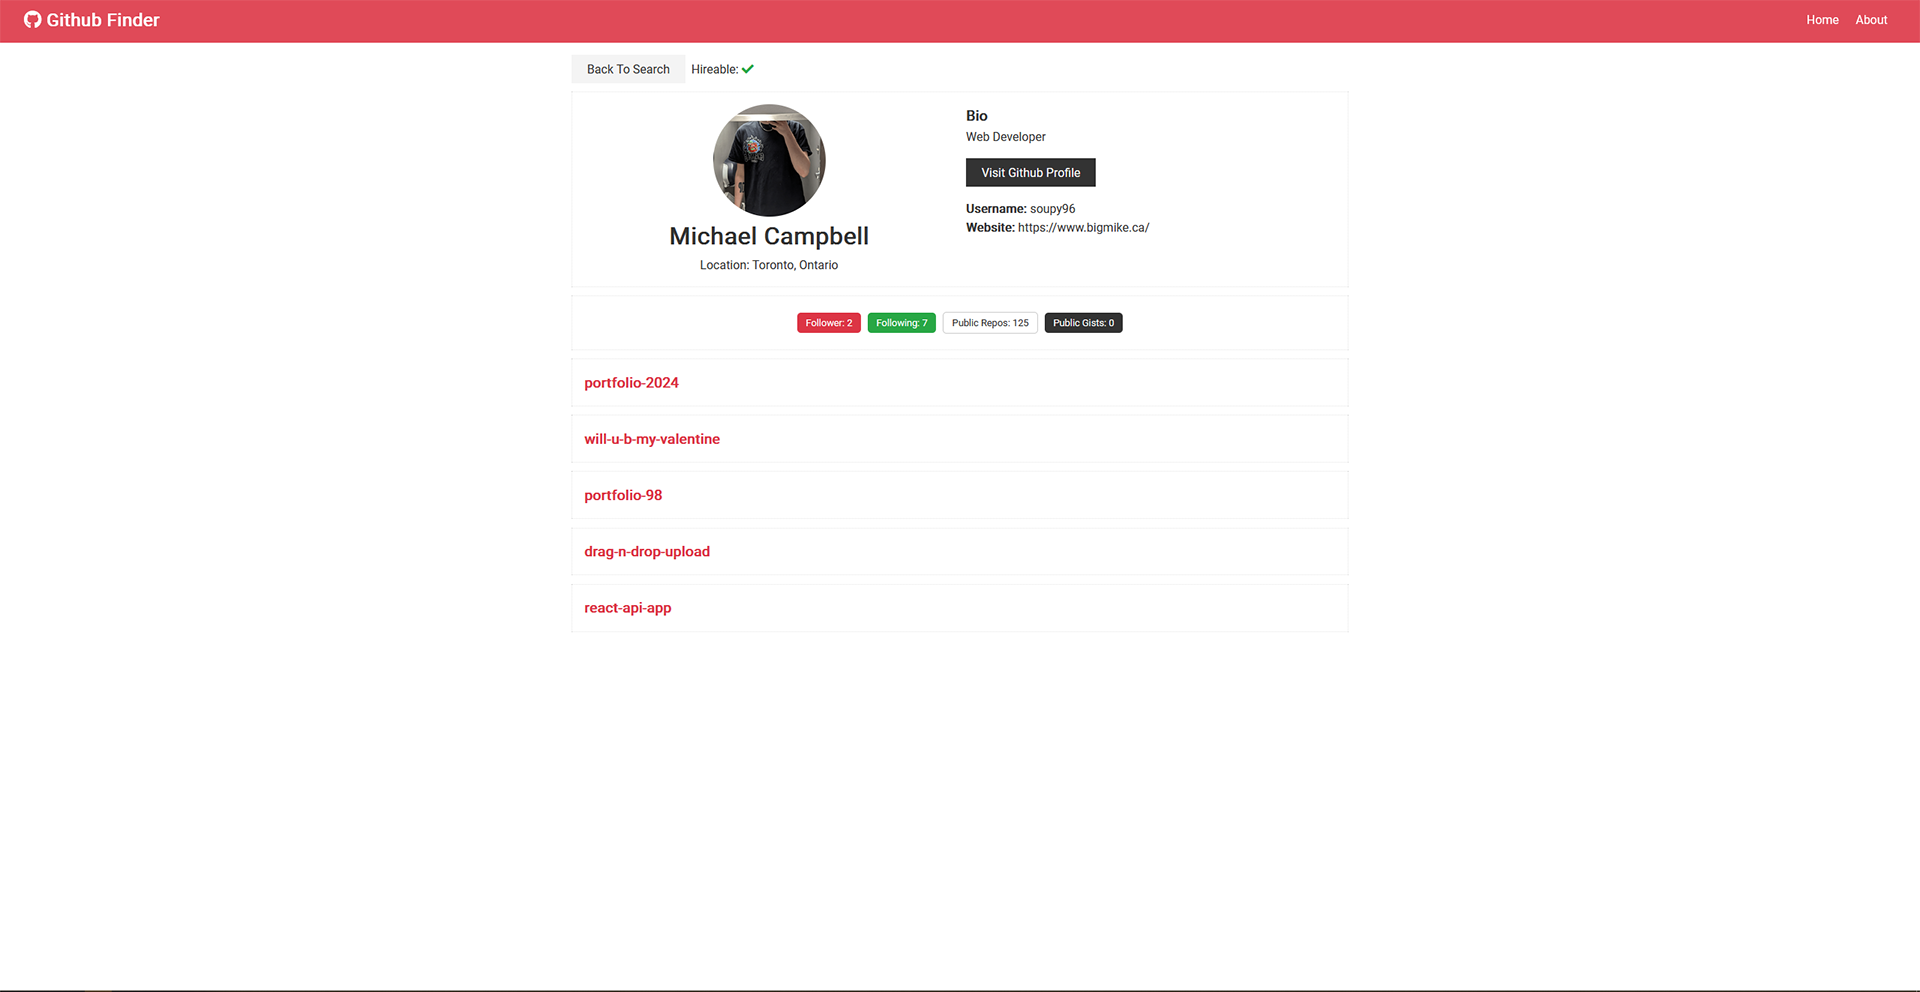 Github Finder
Home
About
Back To Search
Hireable:
Bio
Web Developer
Visit Github Profile
Username: soupy96
Website: https://www.bigmike.ca/
Michael Campbell
Location: Toronto, Ontario
Follower: 2
Following: 7
Public Repos: 125
Public Gists: 0
portfolio-2024
will-u-b-my-valentine
portfolio-98
drag-n-drop-upload
react-api-app